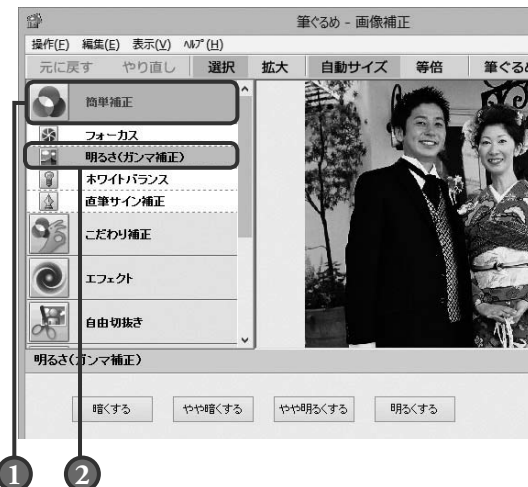 筆ぐるめ - 画像補正
操作(F) 編集(E) 表示(V) ﾍﾙﾌﾟ(H)
元に戻す やり直し 選択 拡大 自動サイズ 等倍 筆ぐるめ
簡単補正
フォーカス
明るさ(ガンマ補正)
ホワイトバランス
直筆サイン補正
こだわり補正
エフェクト
自由切抜き
明るさ(ガンマ補正)
暗くする やや暗くする やや明るくする 明るくする
1 2